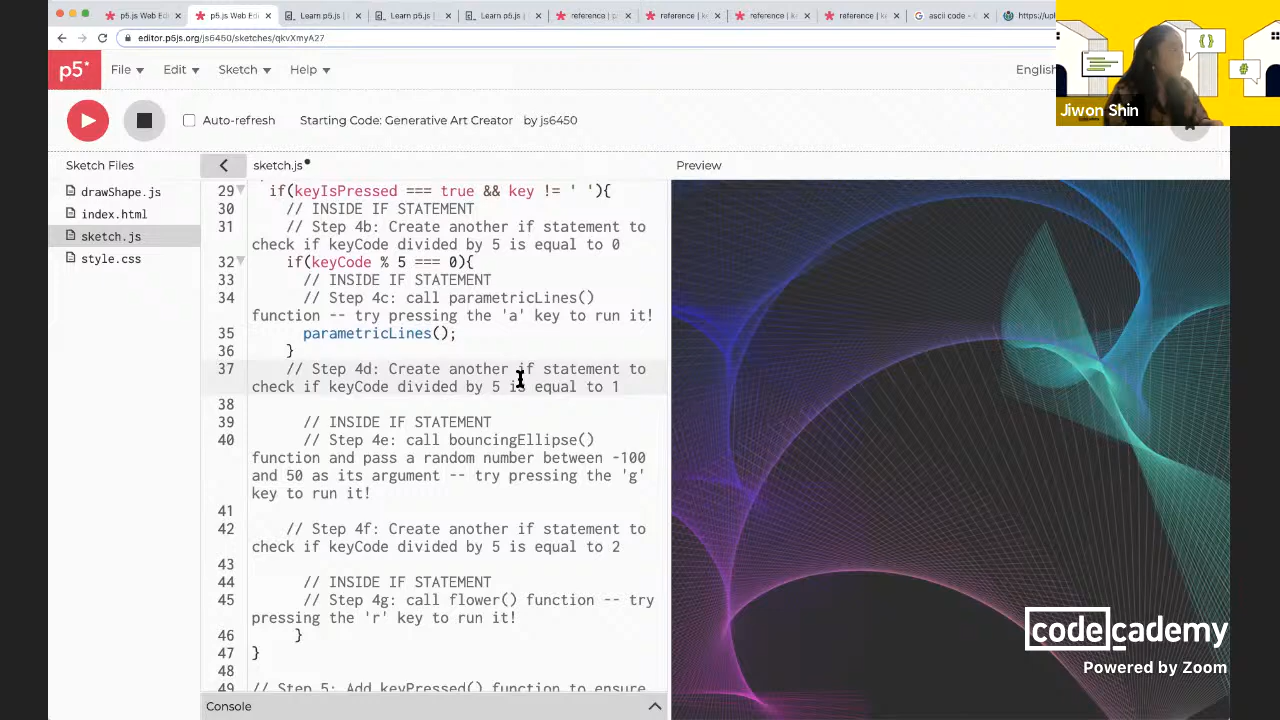 p5.js Web Edi
p5.js Web Edi
Learn p5.js
Learn p5.js
Learn p5.js
reference | p
reference |
reference |
reference |
ascii code -
https://upl
editor.p5js.org/js6450/sketches/qkvXmyA27
p5*
File
Edit
Sketch
Help
English
Auto-refresh
by js6450
Jiwon Shin
Sketch Files
sketch.js
Preview
drawShape.js
index.html
sketch.js
style.css
29 if(keyIsPressed === true && key != ' '){
30 // INSIDE IF STATEMENT
31 // Step 4b: Create another if statement to
check if keyCode divided by 5 is equal to 0
32 if(keyCode % 5 === 0){
33 // INSIDE IF STATEMENT
34 // Step 4c: call parametricLines()
function -- try pressing the 'a' key to run it!
35 parametricLines();
36 }
37 // Step 4d: Create another if statement to
check if keyCode divided by 5 is equal to 1
38
39 // INSIDE IF STATEMENT
40 // Step 4e: call bouncingEllipse()
function and pass a random number between -100
and 50 as its argument -- try pressing the 'g'
key to run it!
41
42 // Step 4f: Create another if statement to
check if keyCode divided by 5 is equal to 2
43
44 // INSIDE IF STATEMENT
45 // Step 4g: call flower() function -- try
pressing the 'r' key to run it!
46 }
47 }
48
49 // Step 5: Add keyPressed() function to ensure
Console
codecademy
Powered by Zoom